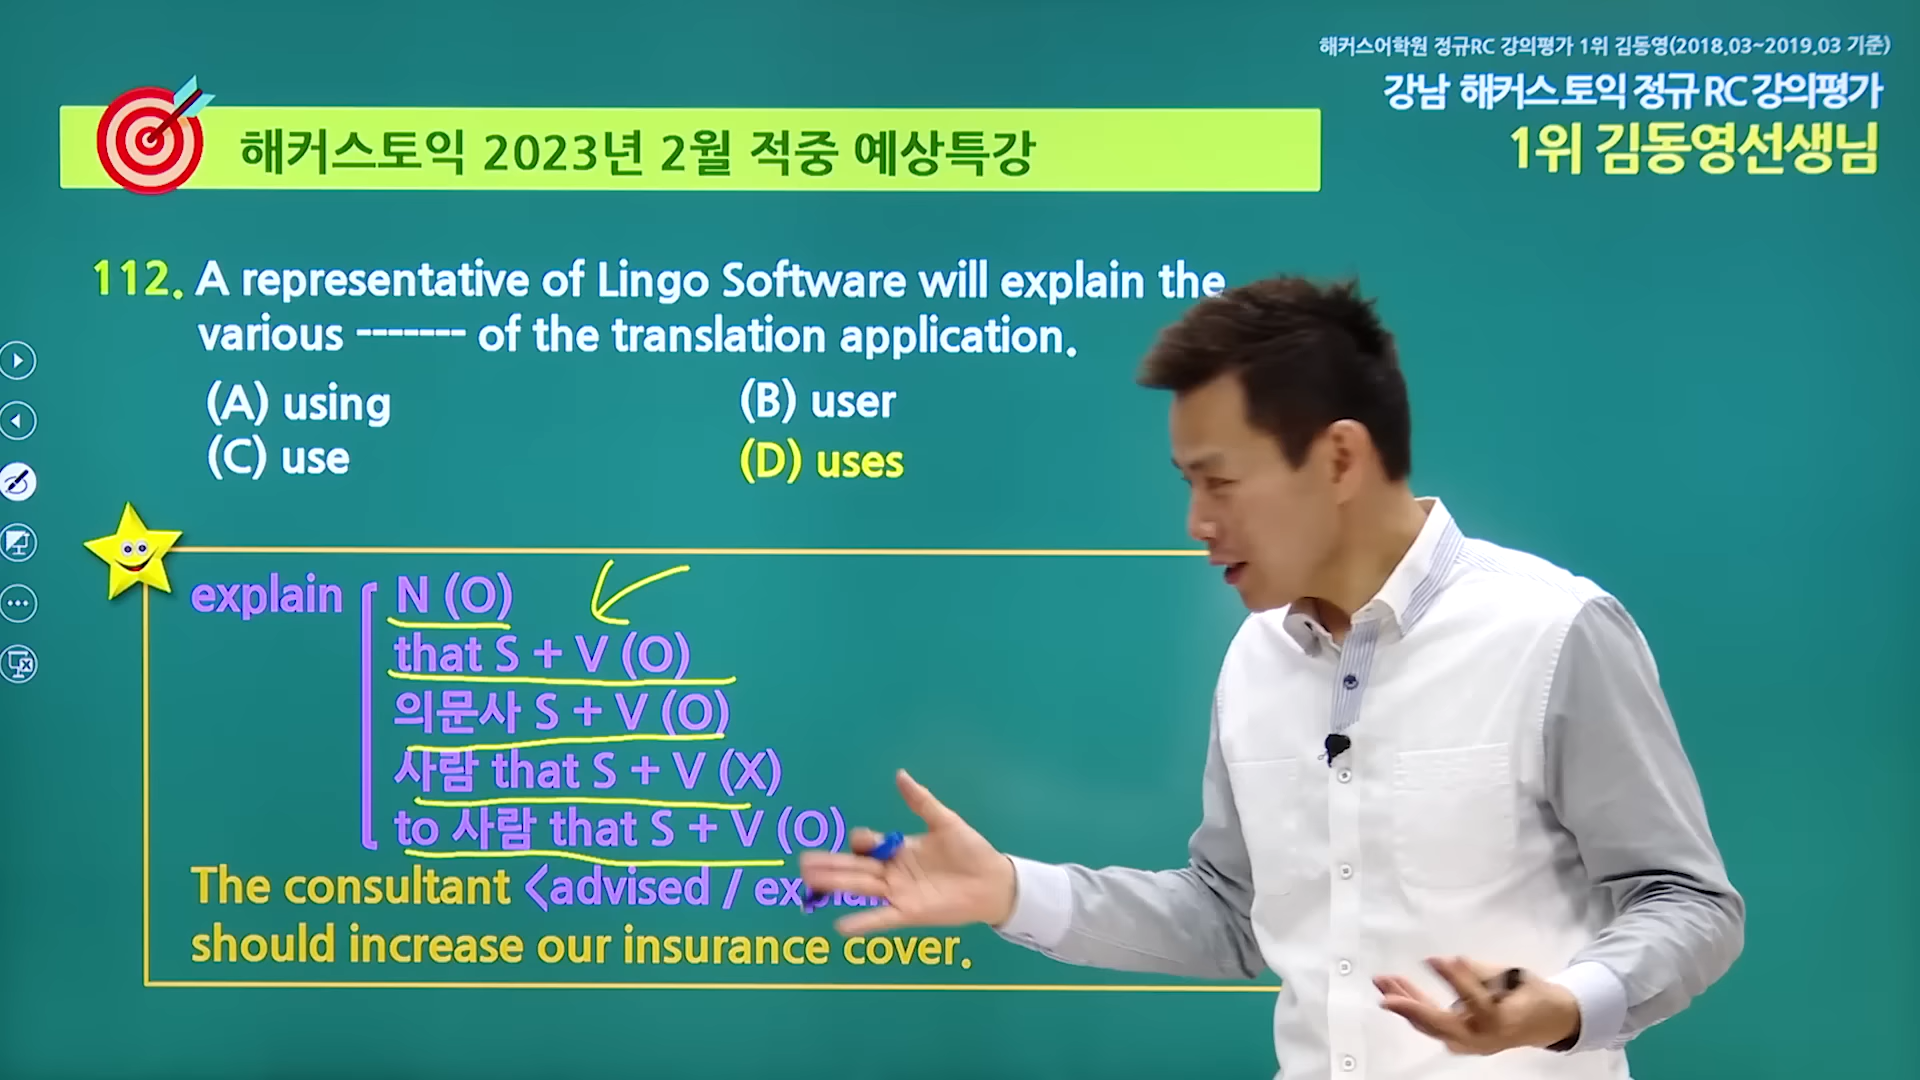 해커스어학원 정규RC 강의평가 1위 김동영(2018.03~2019.03 기준)
강남 해커스 토익 정규 RC 강의평가
1위 김동영선생님
해커스토익 2023년 2월 적중 예상특강
112. A representative of Lingo Software will explain the
various ------- of the translation application.
(A) using
(B) user
(C) use
(D) uses
explain
N (O)
that S + V (O)
의문사 S + V (O)
사람 that S + V (X)
to 사람 that S + V (O)
The consultant <advised /
should increase our insurance cover.